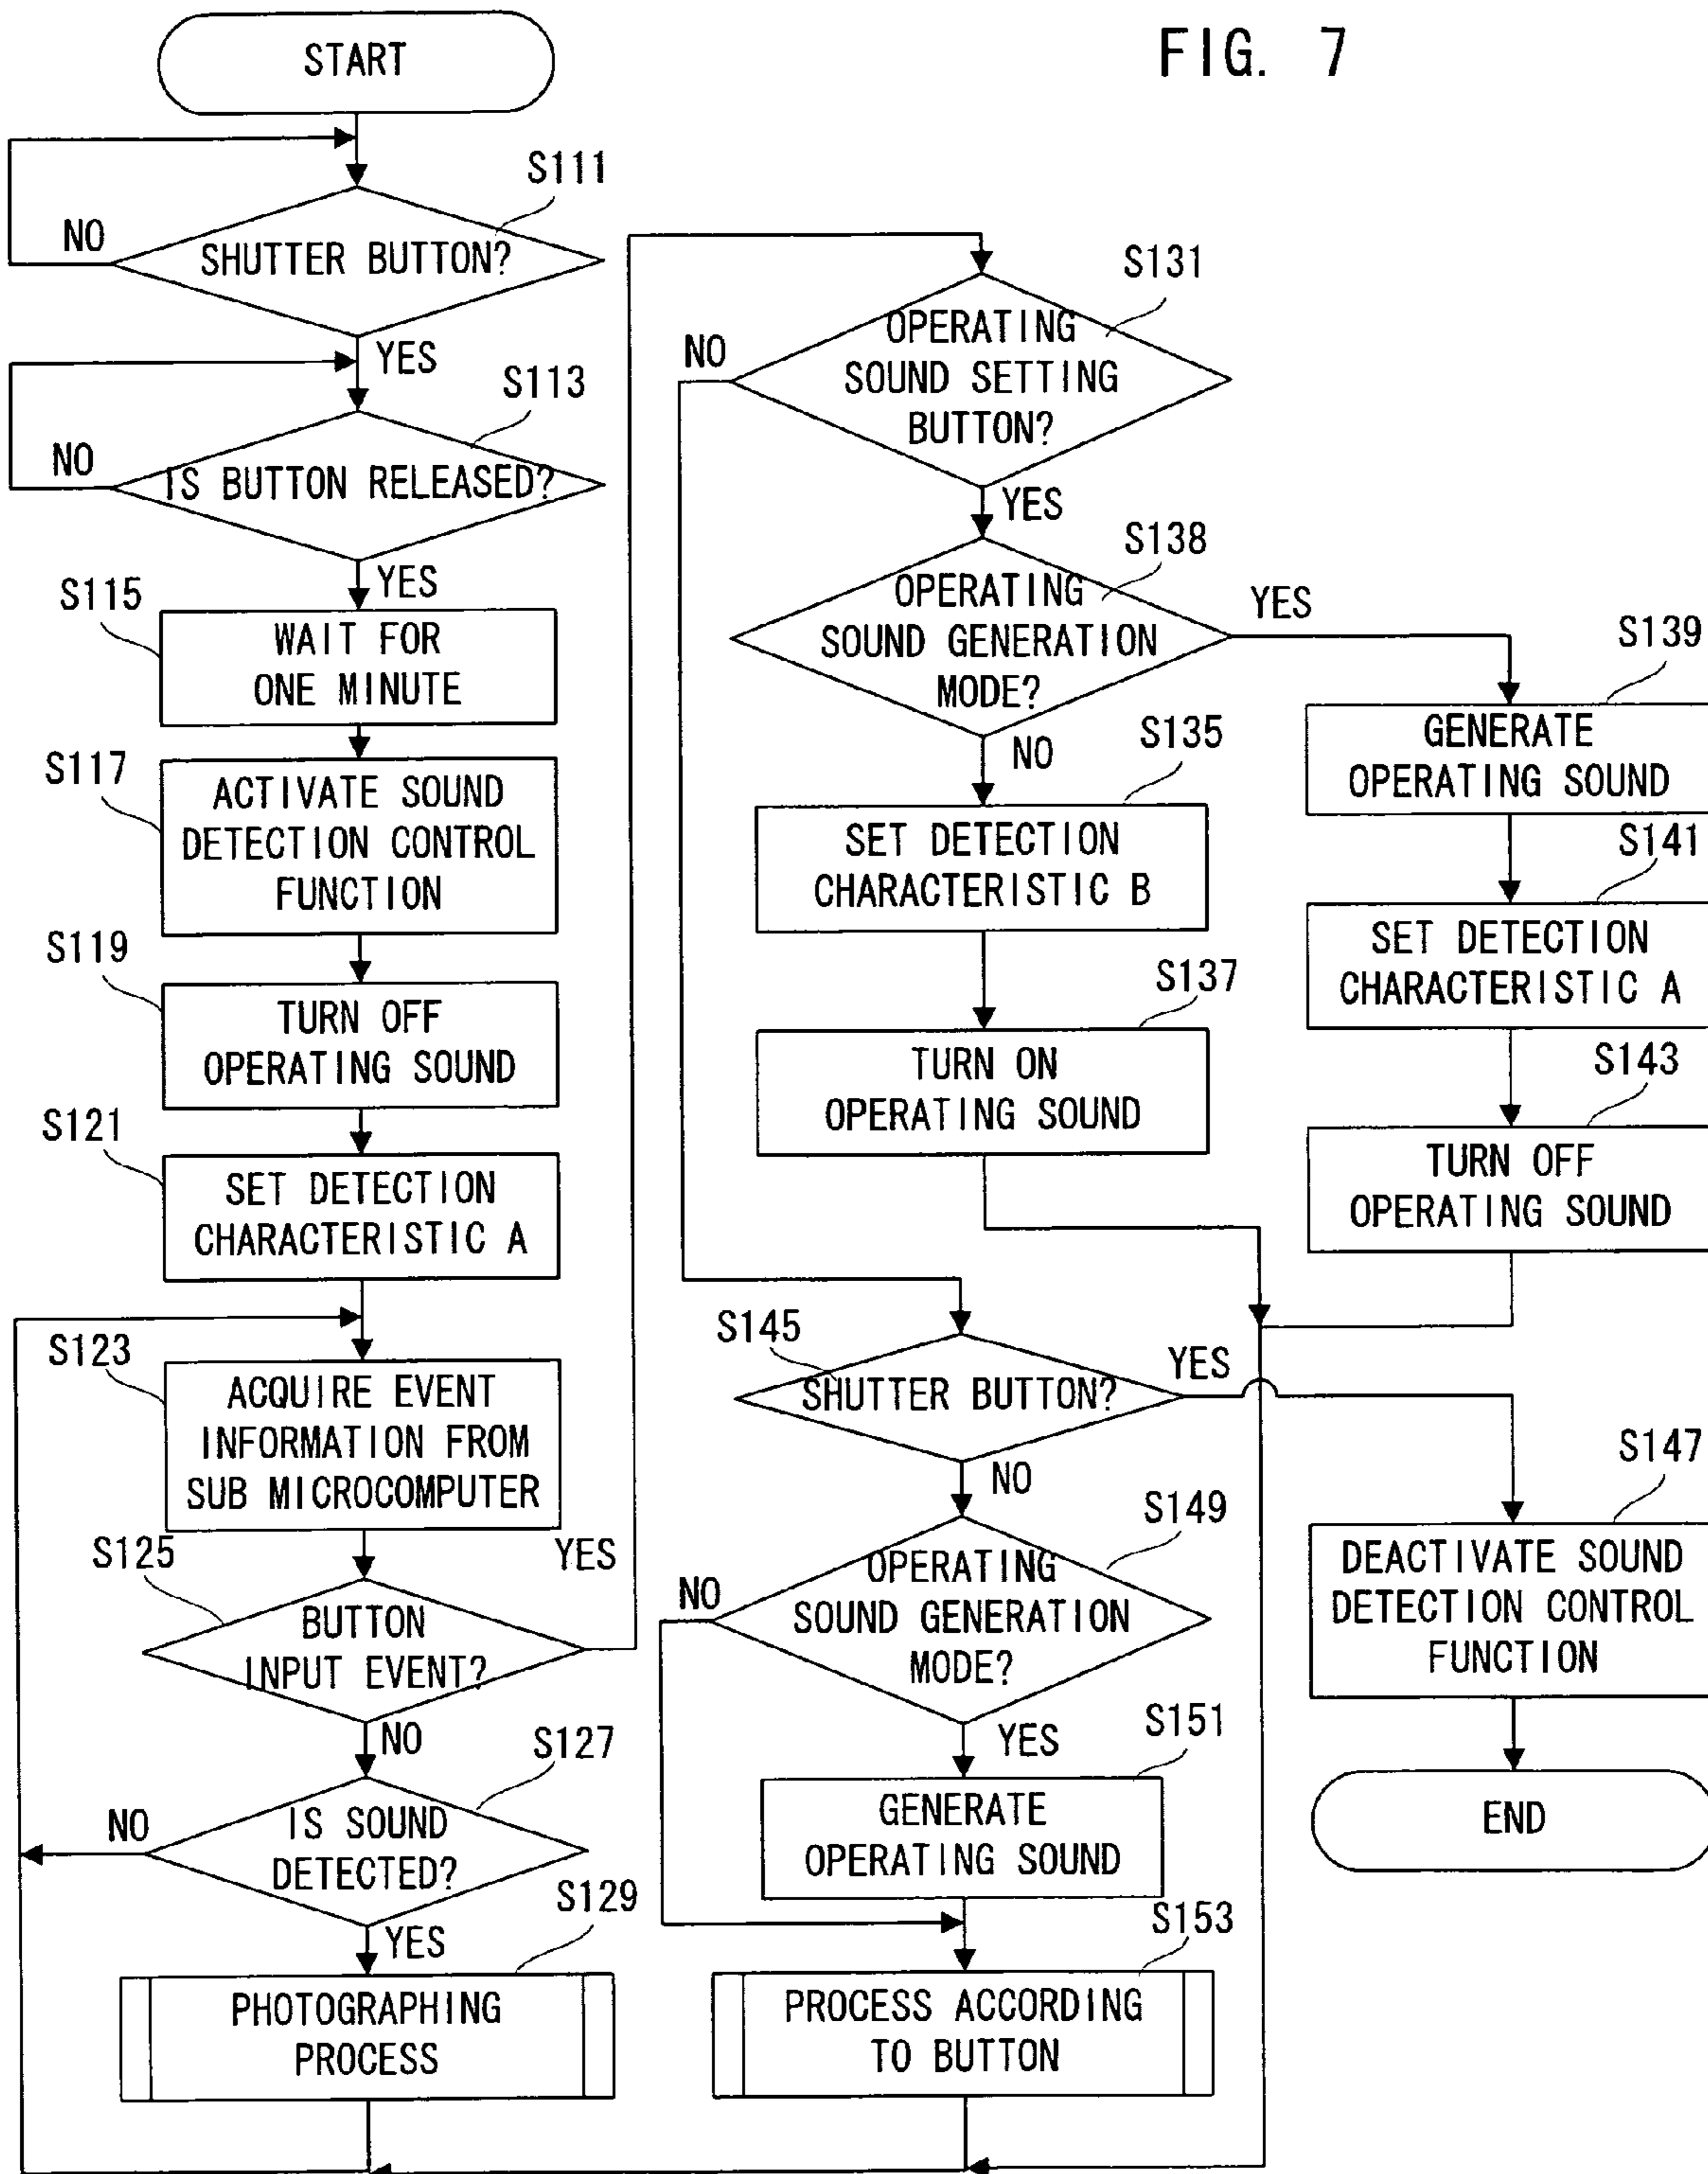 FIG. 7
START
S111
NO
SHUTTER BUTTON?
YES
S113
NO
IS BUTTON RELEASED?
YES
S115
WAIT FOR
ONE MINUTE
S117
ACTIVATE SOUND
DETECTION CONTROL
FUNCTION
S119
TURN OFF
OPERATING SOUND
S121
SET DETECTION
CHARACTERISTIC A
S123
ACQUIRE EVENT
INFORMATION FROM
SUB MICROCOMPUTER
S125
YES
BUTTON
INPUT EVENT?
NO
S127
NO
IS SOUND
DETECTED?
YES
S129
PHOTOGRAPHING
PROCESS
S131
NO
OPERATING
SOUND SETTING
BUTTON?
YES
S138
OPERATING
SOUND GENERATION
MODE?
YES
NO
S135
SET DETECTION
CHARACTERISTIC B
S137
TURN ON
OPERATING SOUND
S139
GENERATE
OPERATING SOUND
S141
SET DETECTION
CHARACTERISTIC A
S143
TURN OFF
OPERATING SOUND
S145
SHUTTER BUTTON?
YES
NO
S147
DEACTIVATE SOUND
DETECTION CONTROL
FUNCTION
END
S149
NO
OPERATING
SOUND GENERATION
MODE?
YES
S151
GENERATE
OPERATING SOUND
S153
PROCESS ACCORDING
TO BUTTON